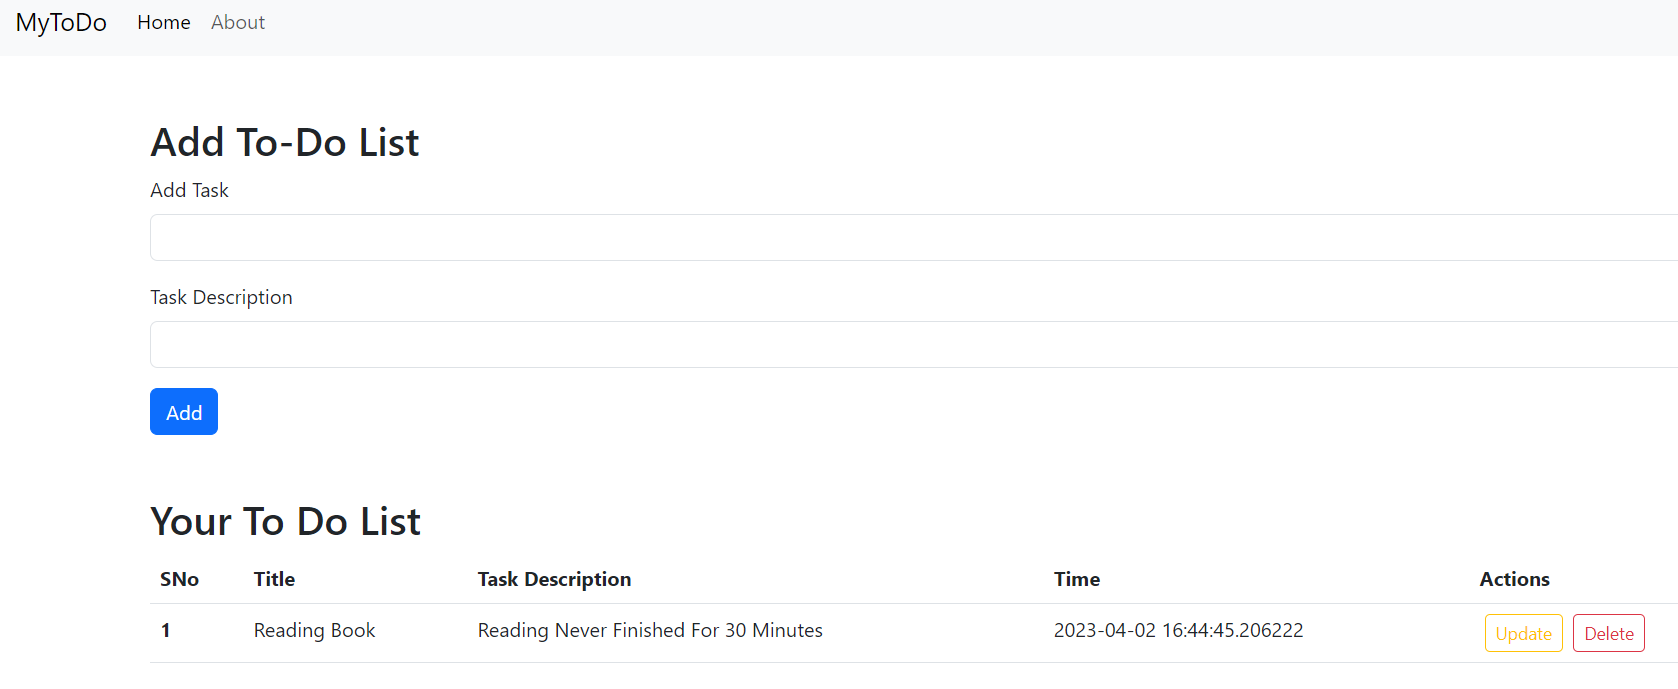 MyToDo Home About
Add To-Do List
Add Task
Task Description
Add
Your To Do List
SNo Title Task Description Time Actions
1 Reading Book Reading Never Finished For 30 Minutes 2023-04-02 16:44:45.206222 Update Delete